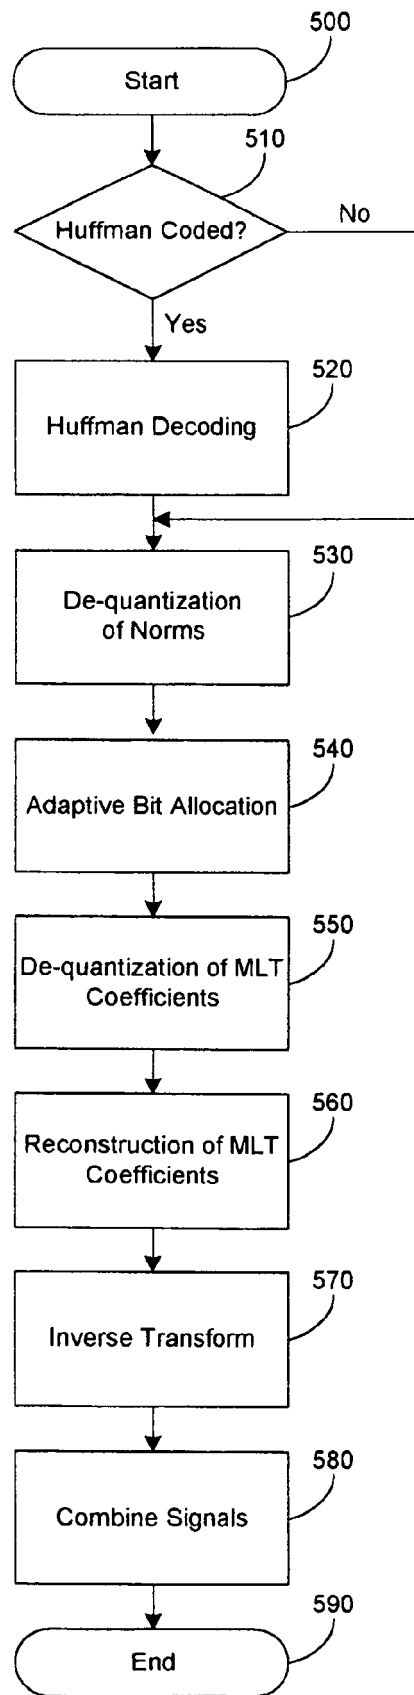 500
Start
510
Huffman Coded?
No
Yes
520
Huffman Decoding
530
De-quantization
of Norms
540
Adaptive Bit Allocation
550
De-quantization of MLT
Coefficients
560
Reconstruction of MLT
Coefficients
570
Inverse Transform
580
Combine Signals
590
End